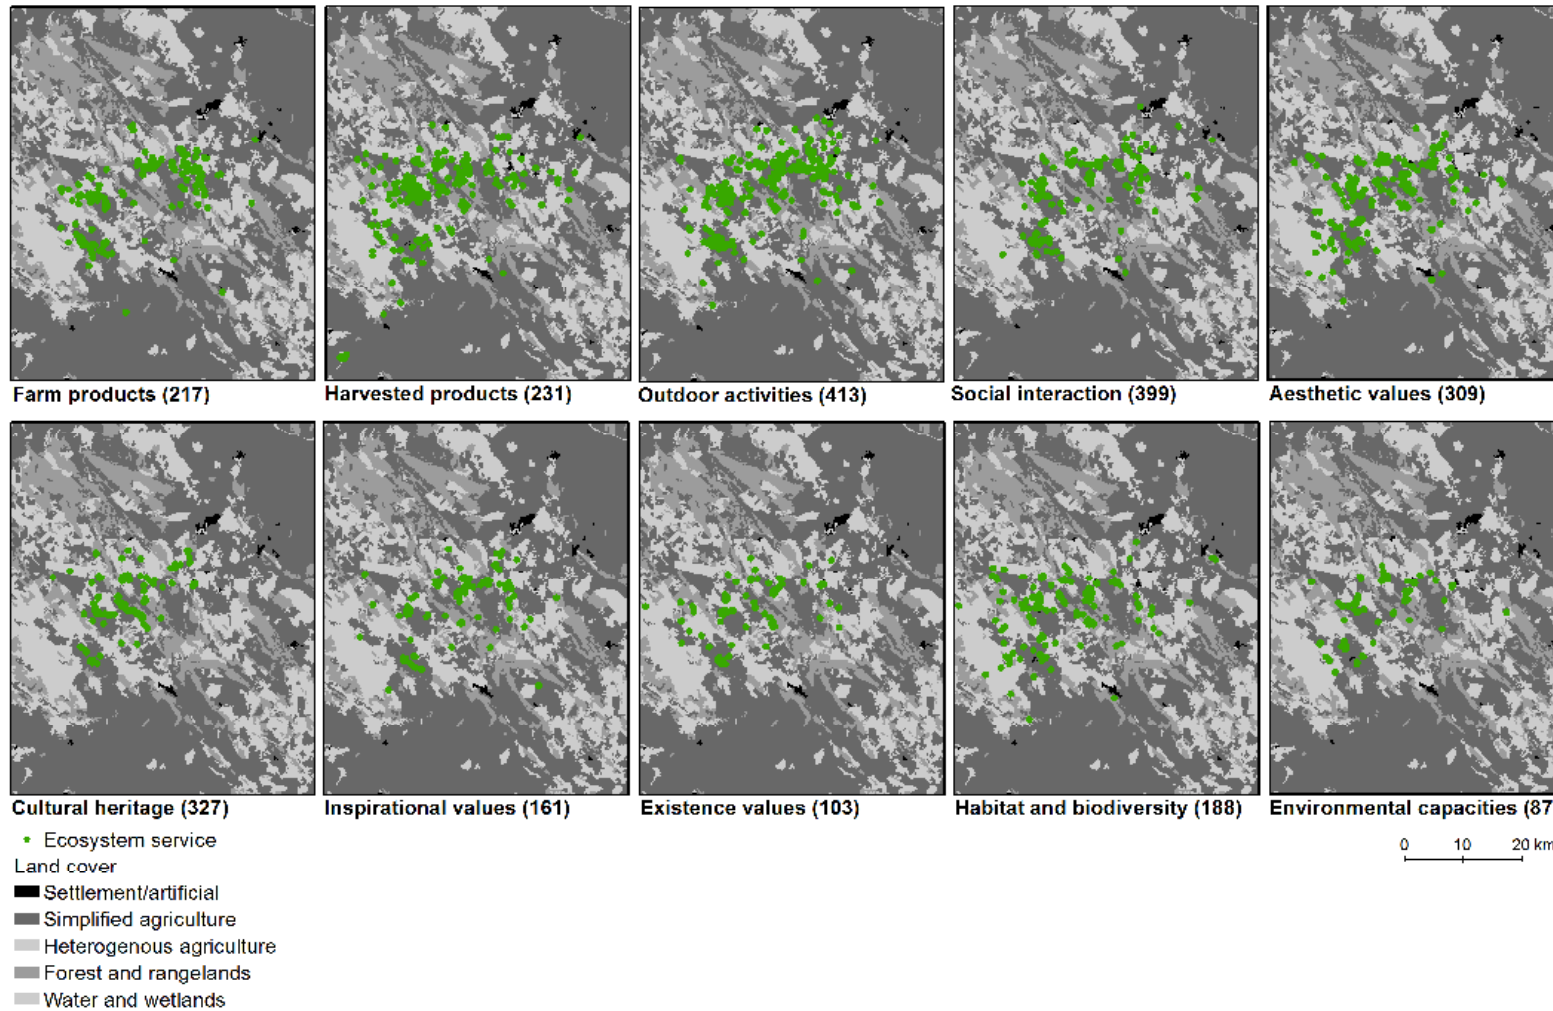 Farm products (217) Harvested products (231) Outdoor activities (413) Social interaction (399) Aesthetic values (309)
Cultural heritage (327) Inspirational values (161) Existence values (103) Habitat and biodiversity (188) Environmental capacities (87
Ecosystem service
Land cover
Settlement/artificial
Simplified agriculture
Heterogenous agriculture
Forest and rangelands
Water and wetlands
0 10 20 km